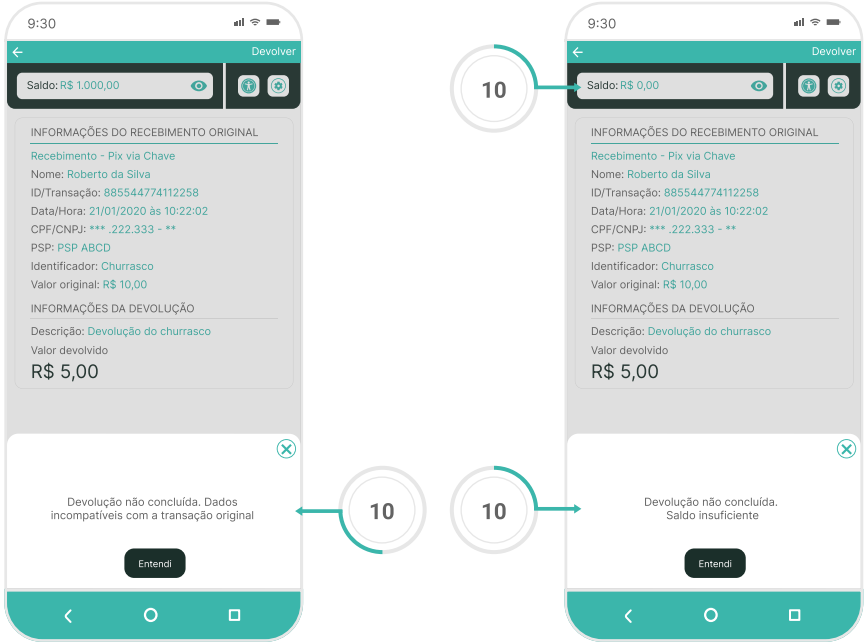 9:30
Devolver
Saldo: R$ 1.000,00
INFORMAÇÕES DO RECEBIMENTO ORIGINAL
Recebimento - Pix via Chave
Nome: Roberto da Silva
ID/Transação: 885544774112258
Data/Hora: 21/01/2020 às 10:22:02
CPF/CNPJ: *** .222.333 - **
PSP: PSP ABCD
Identificador: Churrasco
Valor original: R$ 10,00
INFORMAÇÕES DA DEVOLUÇÃO
Descrição: Devolução do churrasco
Valor devolvido
R$ 5,00
Devolução não concluída. Dados
incompatíveis com a transação original
Entendi
10
10
10
9:30
Devolver
Saldo: R$ 0,00
INFORMAÇÕES DO RECEBIMENTO ORIGINAL
Recebimento - Pix via Chave
Nome: Roberto da Silva
ID/Transação: 885544774112258
Data/Hora: 21/01/2020 às 10:22:02
CPF/CNPJ: *** .222.333 - **
PSP: PSP ABCD
Identificador: Churrasco
Valor original: R$ 10,00
INFORMAÇÕES DA DEVOLUÇÃO
Descrição: Devolução do churrasco
Valor devolvido
R$ 5,00
Devolução não concluída.
Saldo insuficiente
Entendi